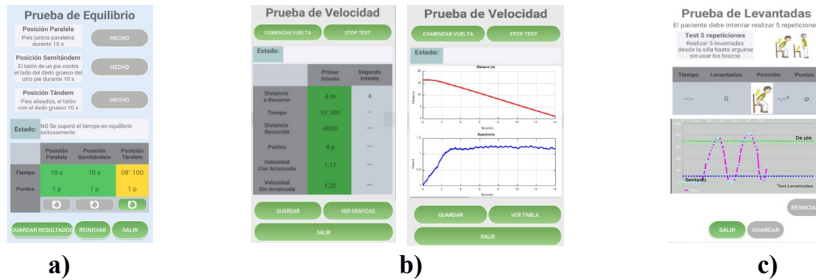 Prueba de Equilibrio
Posición Paralela
Pies juntos paralelos
durante 10 s
HECHO
Posición Semitándem
El talón de un pie contra
el lado del dedo grueso del
otro pie durante 10 s
HECHO
Posición Tándem
Pies alieados, el talón
con el dedo grueso 10 s
HECHO
Estado:
NO Se superó el tiempo en equilibrio
exitosamente
Posición Paralela
Posición Semitándem
Posición Tándem
Tiempo 10 s 10 s 08".100
Puntos 1 p 1 p 1 p
GUARDAR RESULTADOS REINICIAR SALIR
a)
Prueba de Velocidad
COMENZAR VUELTA STOP TEST
Estado:
Primer Intento
Segundo Intento
Distancia a Recorrer 4 m 4
Tiempo
Distancia Recorrida 4005 --
Puntos 4 p --
Velocidad Con Arrancada 1,17 --
Velocidad Sin Arrancada 1,20 --
GUARDAR VER GRÁFICAS
SALIR
Prueba de Velocidad
COMENZAR VUELTA STOP TEST
Estado:
GUARDAR VER TABLA
SALIR
b)
Prueba de Levantadas
El paciente debe intentar realizar 5 repeticione
Test 5 repeticiones
Realizar 5 levantadas
desde la silla hasta erguirse
sin usar los brazos
Tiempo Levantadas Posición Puntos
--:-- 0 --,-º -p
De pie
Sentado
Test Levantadas
REINICIA
SALIR GUARDAR
c)